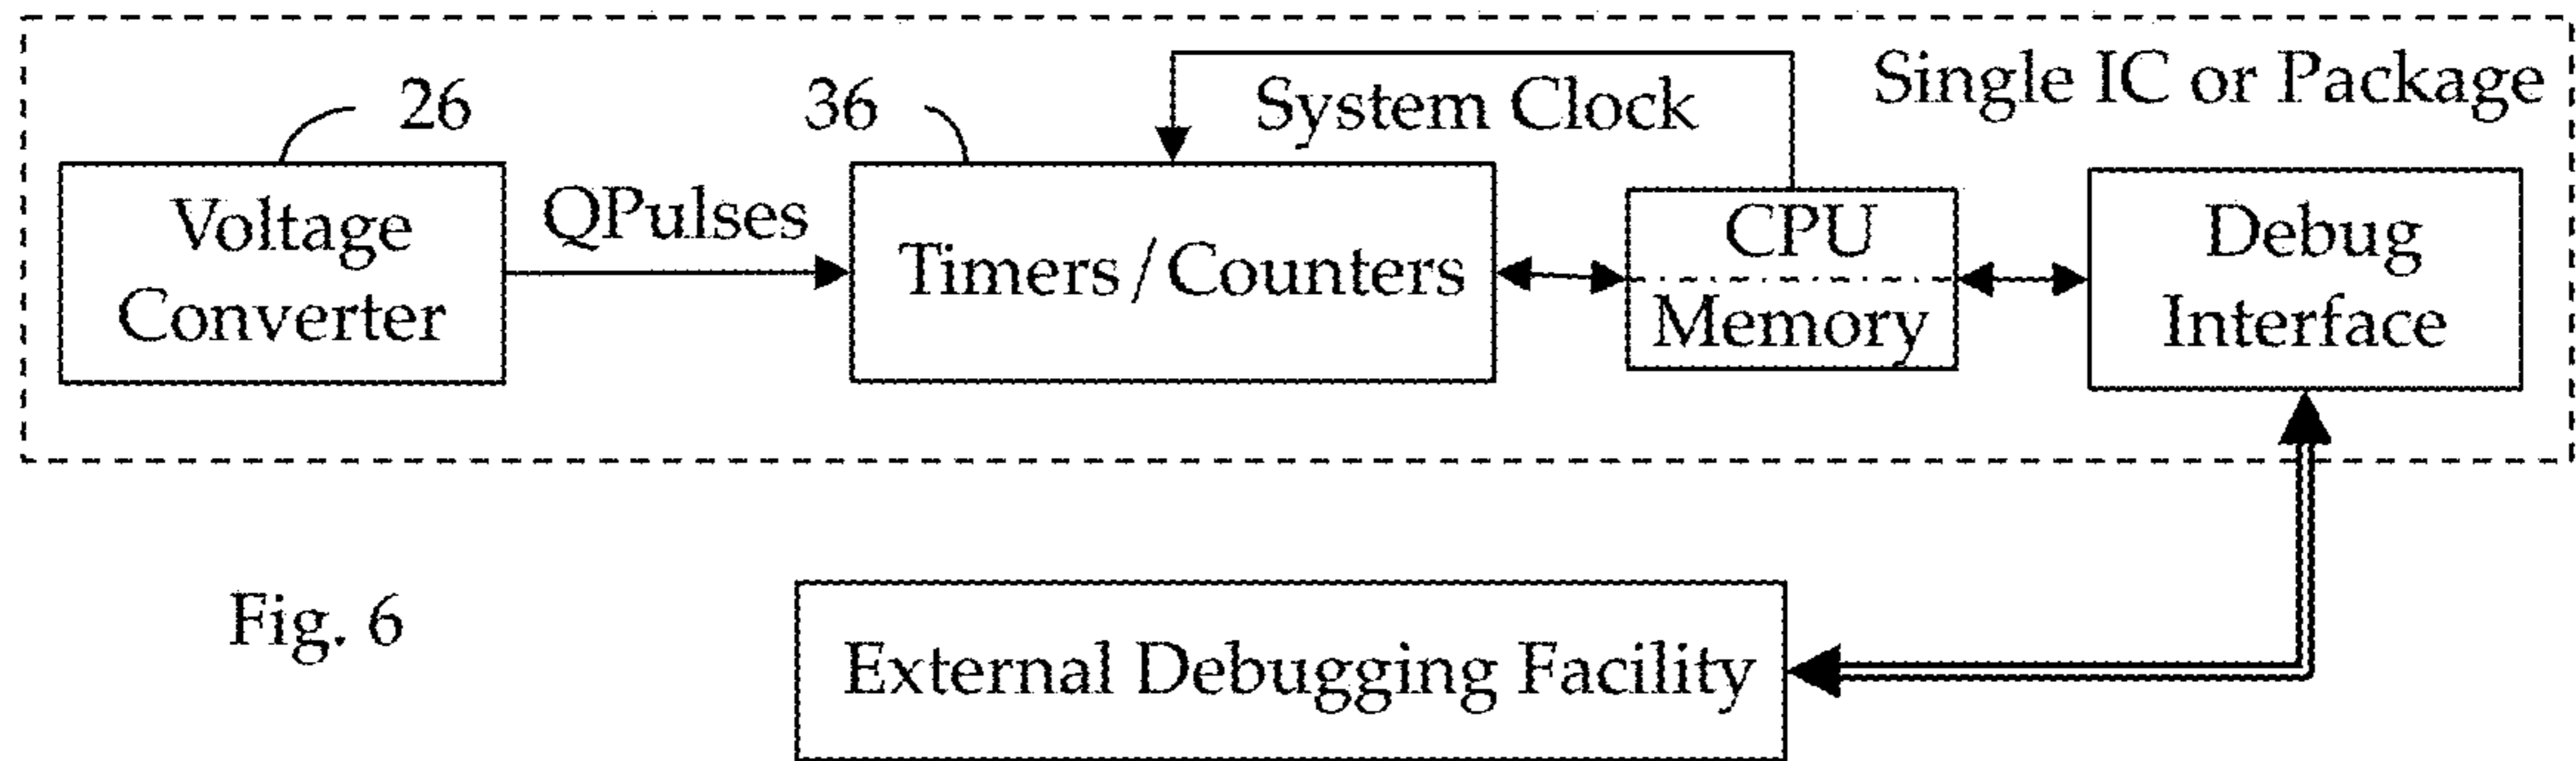 Single IC or Package
26
36
System Clock
Voltage
Converter
QPulses
Timers/Counters
CPU
Memory
Debug
Interface
Fig. 6
External Debugging Facility